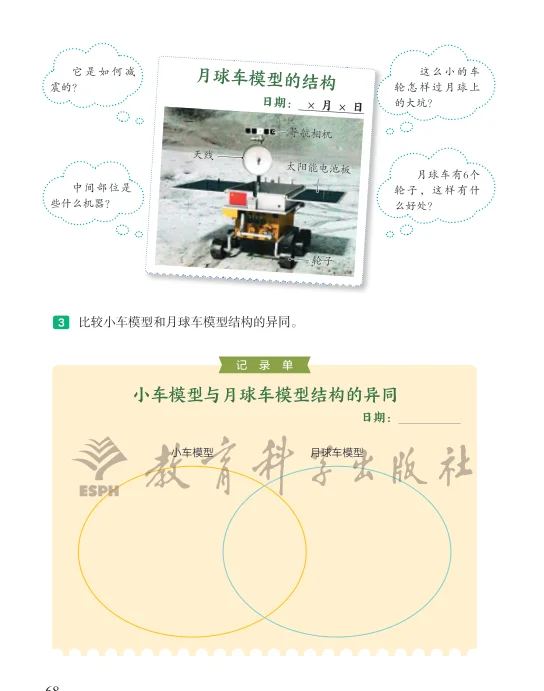 它是如何减
震的?
月球车模型的结构
日期： × 月 × 日
这么小的车
轮怎样过月球上
的大坑?
导航相机
天线
太阳能电池板
中间部位是
些什么机器?
月球车有6个
轮子，这样有什
么好处?
轮子
3 比较小车模型和月球车模型结构的异同。
记 录 单
小车模型与月球车模型结构的异同
日期：
小车模型
月球车模型
ESPH
教育科学出版社
68